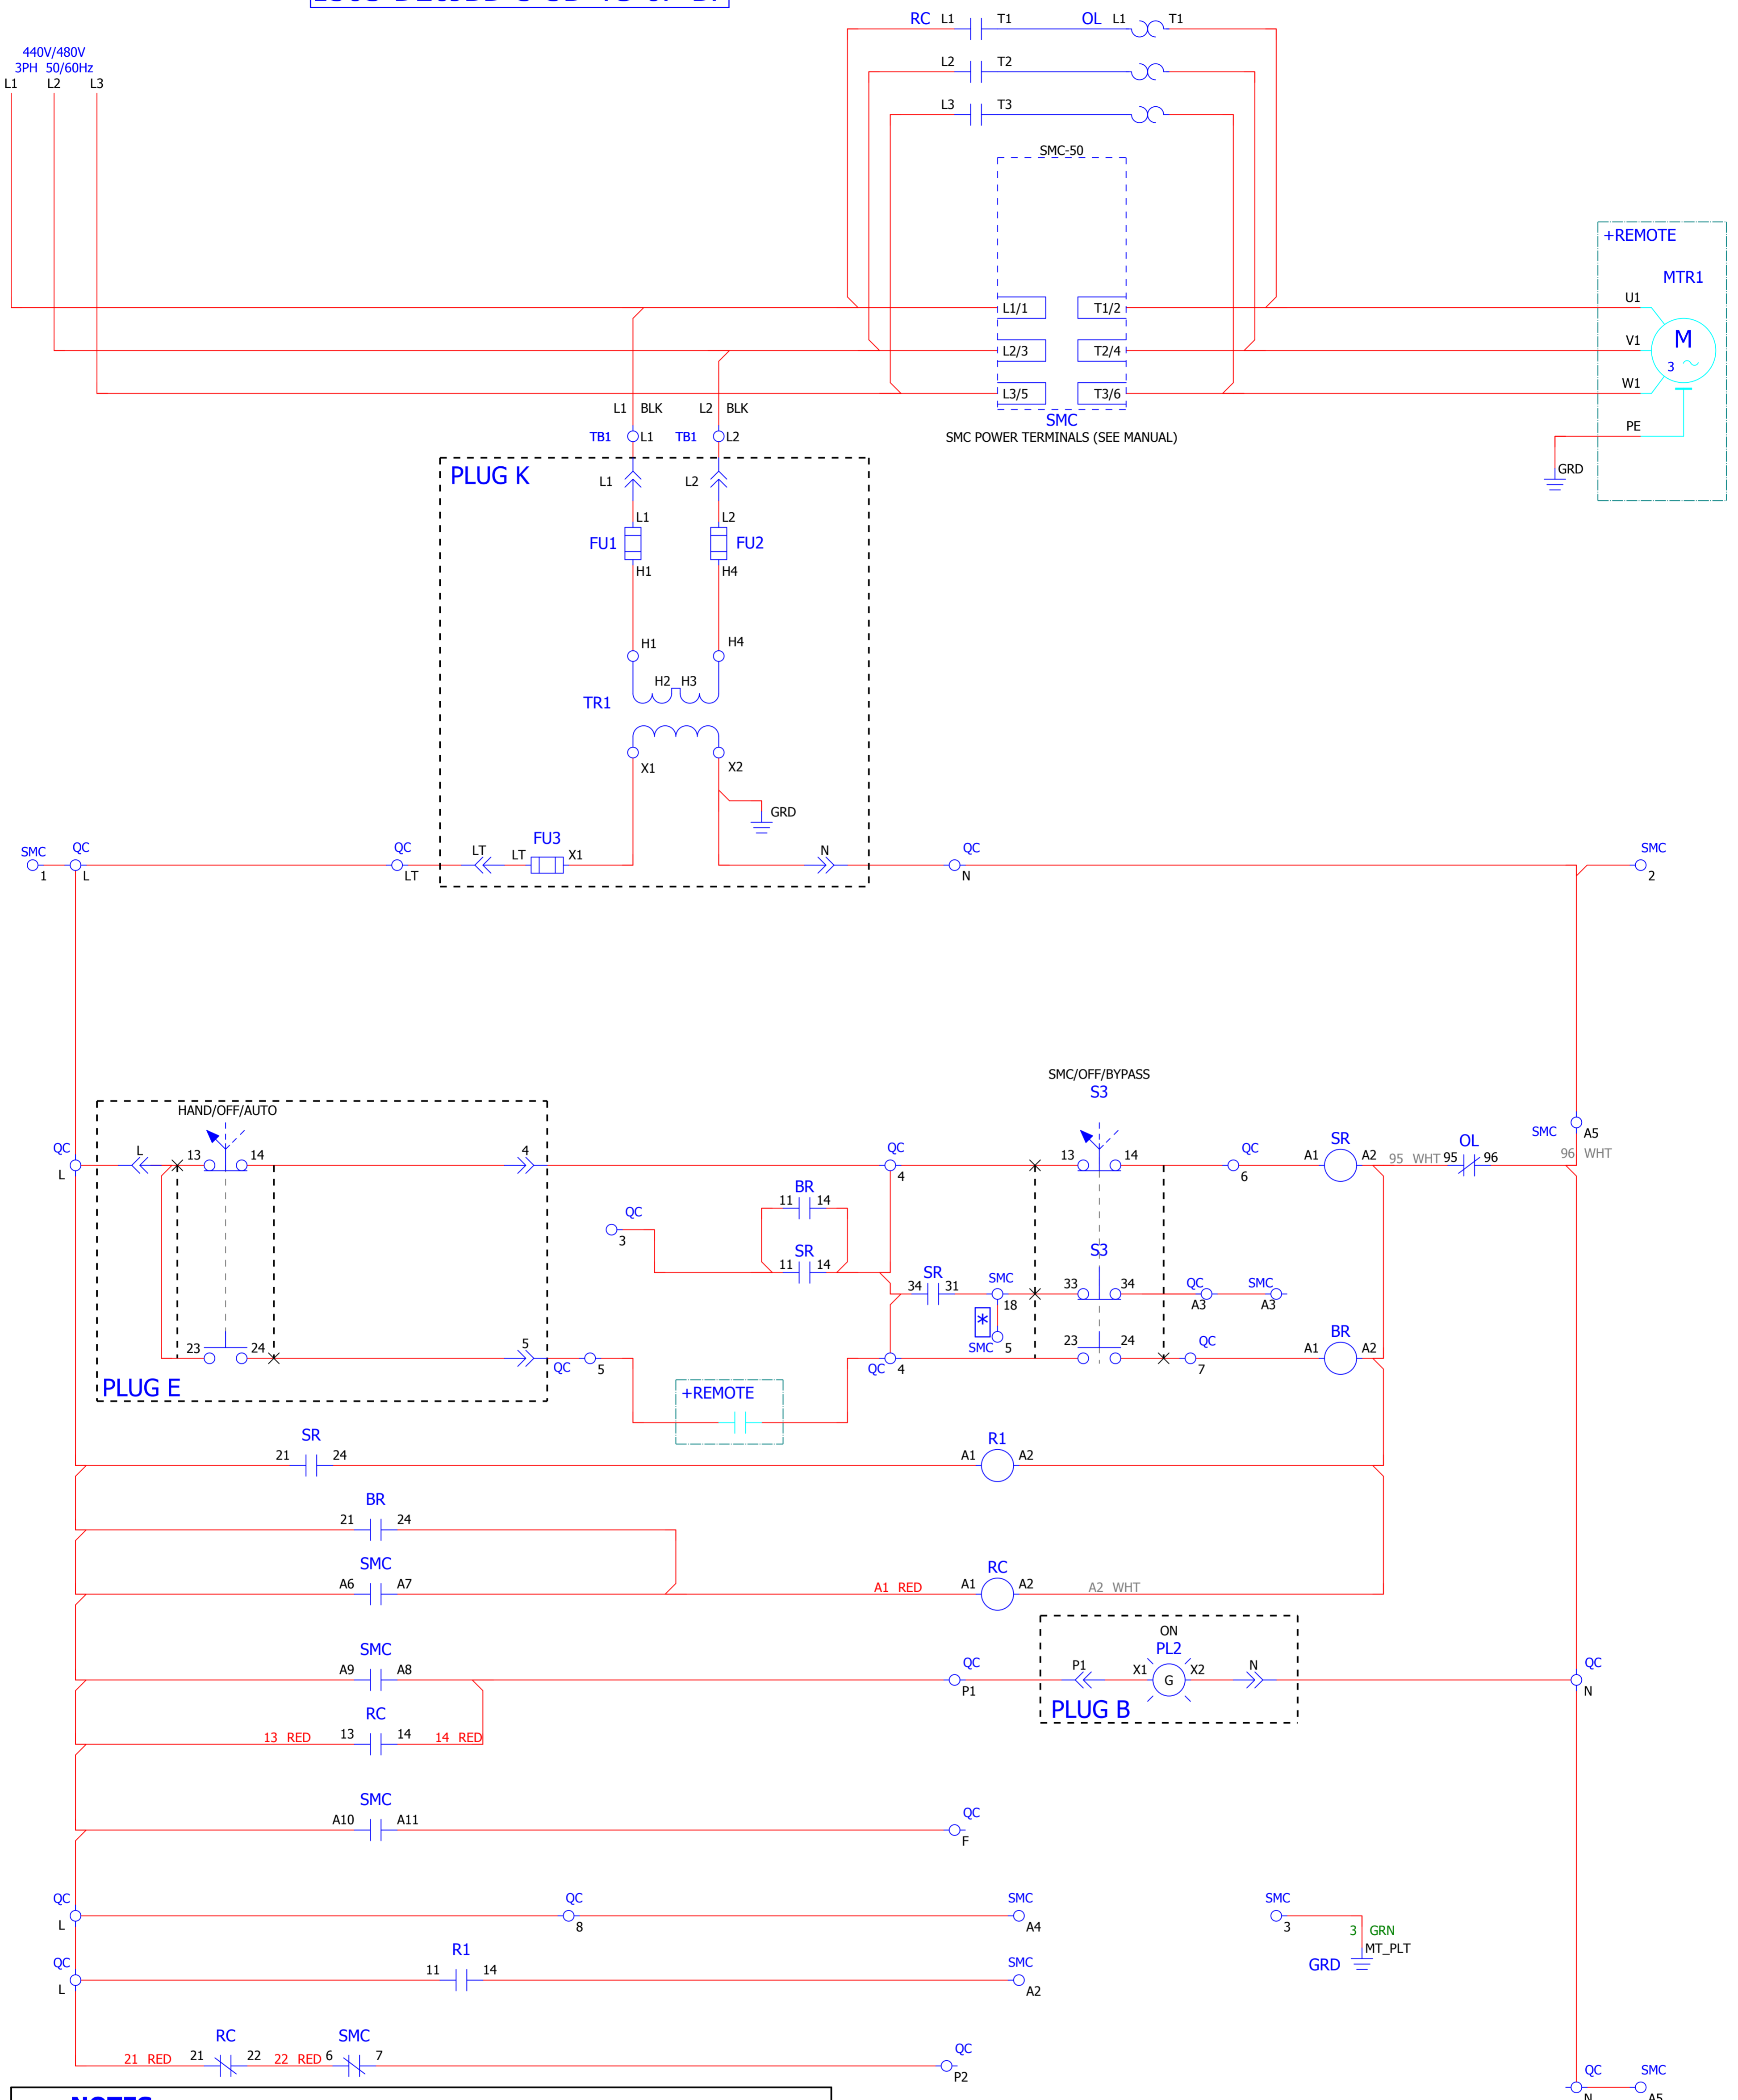 RC L1 T1 OL L1 T1
440V/480V
3PH 50/60Hz
L1 L2 L3
L2 T2
L3 T3
SMC-50
+REMOTE
MTR1
L1/1 T1/2 U1
L2/3 T2/4 V1
M
3
L3/5 T3/6 W1
L1 BLK L2 BLK
SMC
PE
TB1 L1 TB1 L2
SMC POWER TERMINALS (SEE MANUAL)
GRD
PLUG K
L1 L2
L1 L2
FU1 FU2
H1 H4
H1 H4
H2 H3
TR1
X1 X2
GRD
FU3
SMC QC QC LT LT X1 N QC SMC
1 L LT N 2
SMC/OFF/BYPASS
S3
HAND/OFF/AUTO
SMC A5
QC L 13 14 4 QC 13 14 QC SR OL
A1 A2 95 WHT 95 96 96 WHT
L 4 6
BR
11 14
QC
3
SR
11 14
S3
SR
34 31 SMC 33 34 QC SMC
18 A3 A3
*
SMC 5
23 24 5 QC 5 QC 4 23 24 QC 7 BR A1 A2
PLUG E
+REMOTE
SR
21 24
R1
A1 A2
BR
21 24
SMC
A6 A7
RC
A1 RED A1 A2 A2 WHT
ON
SMC
A9 A8
QC
P1
P1 X1 PL2 X2 N
G
QC
N
PLUG B
RC
13 RED 13 14 14 RED
SMC
A10 A11
QC
F
QC QC SMC SMC
L 8 A4 3
3 GRN
MT_PLT
GRD
QC R1 SMC
11 14
L A2
RC SMC
21 RED 21 22 22 RED 6 7
QC
P2
QC SMC
N A5
NOTES